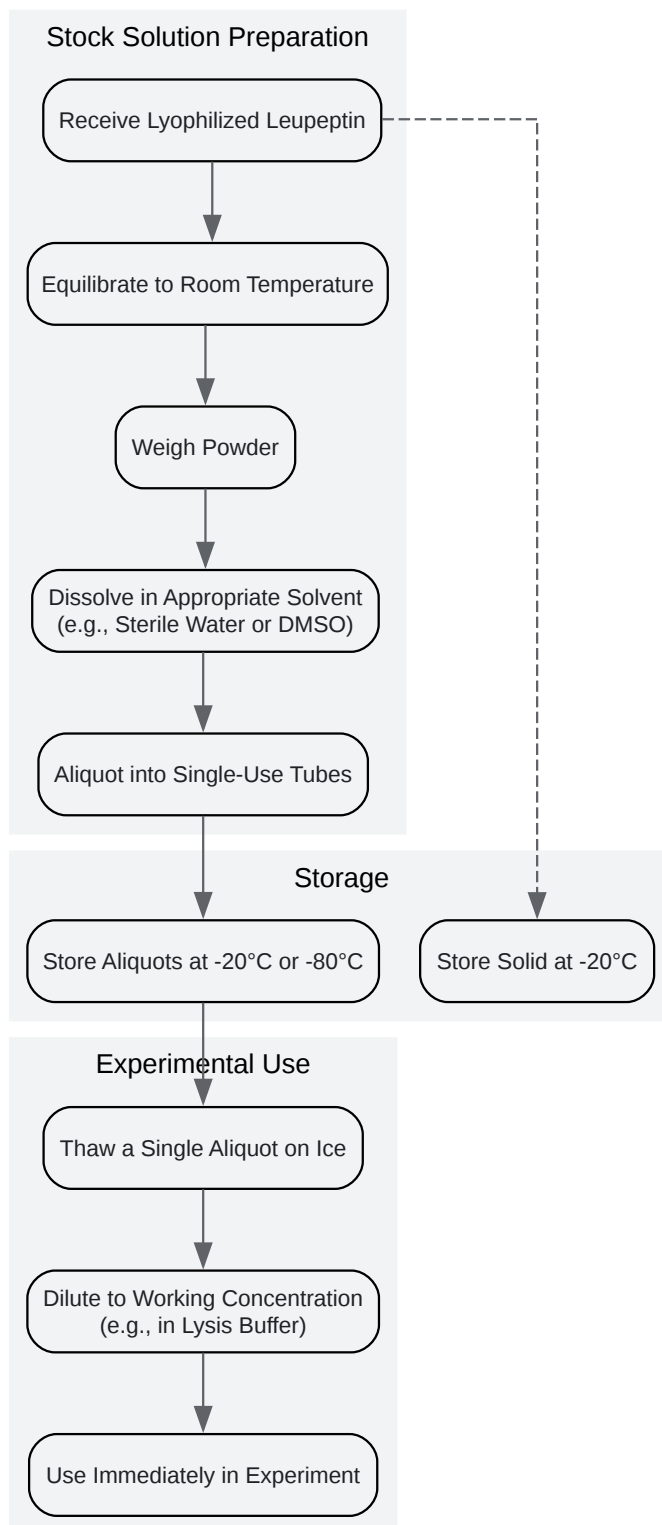 Stock Solution Preparation
Receive Lyophilized Leupeptin
Equilibrate to Room Temperature
Weigh Powder
Dissolve in Appropriate Solvent
(e.g., Sterile Water or DMSO)
Aliquot into Single-Use Tubes
Storage
Store Aliquots at -20°C or -80°C
Store Solid at -20°C
Experimental Use
Thaw a Single Aliquot on Ice
Dilute to Working Concentration
(e.g., in Lysis Buffer)
Use Immediately in Experiment